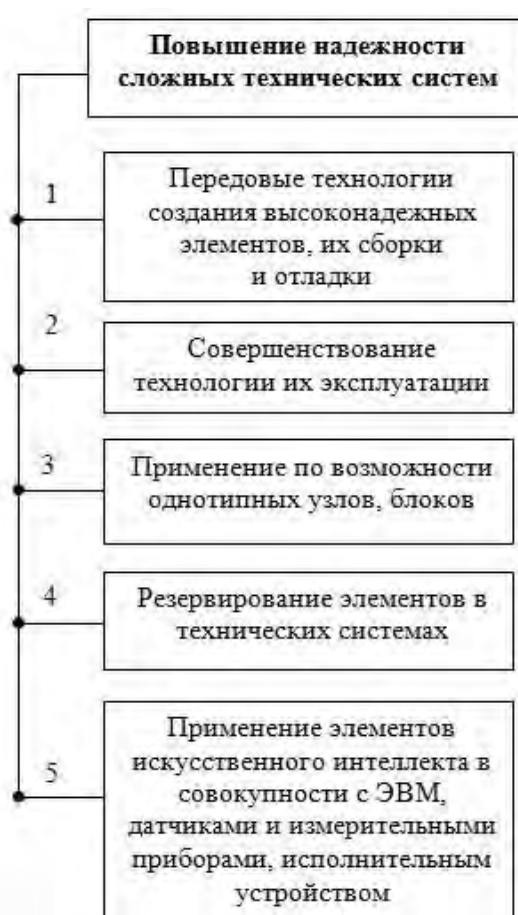 Повышение надежности
сложных технических систем
1
Передовые технологии
создания высоконадежных
элементов, их сборки
и отладки
2
Совершенствование
технологии их эксплуатации
3
Применение по возможности
однотипных узлов, блоков
4
Резервирование элементов в
технических системах
5
Применение элементов
искусственного интеллекта в
совокупности с ЭВМ,
датчиками и измерительными
приборами, исполнительным
устройством